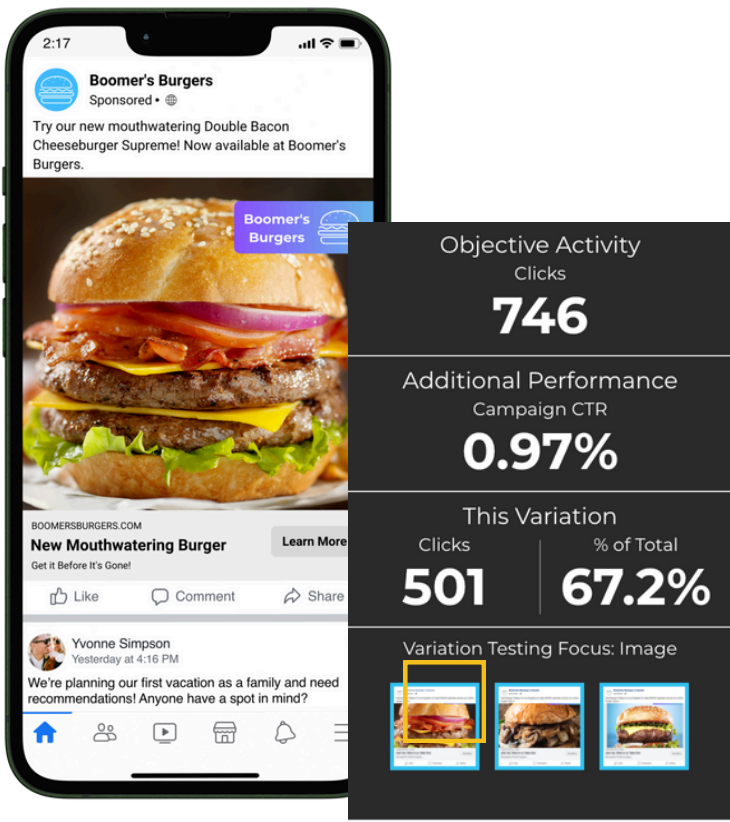 2:17
Boomer's Burgers
Sponsored •
Try our new mouthwatering Double Bacon
Cheeseburger Supreme! Now available at Boomer's
Burgers.
Boomer's
Burgers
BOOMERSBURGERS.COM
New Mouthwatering Burger
Learn More
Get it Before It's Gone!
Like
Comment
Share
Yvonne Simpson
Yesterday at 4:16 PM
We're planning our first vacation as a family and need
recommendations! Anyone have a spot in mind?
Objective Activity
Clicks
746
Additional Performance
Campaign CTR
0.97%
This Variation
Clicks
501
% of Total
67.2%
Variation Testing Focus: Image